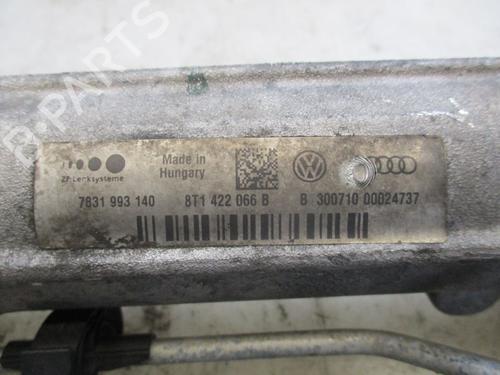 B-PARTS
Made in
Hungary
ZF Lenksysteme
7831 993 140
8T1 422 066 B
B 300710 00024737